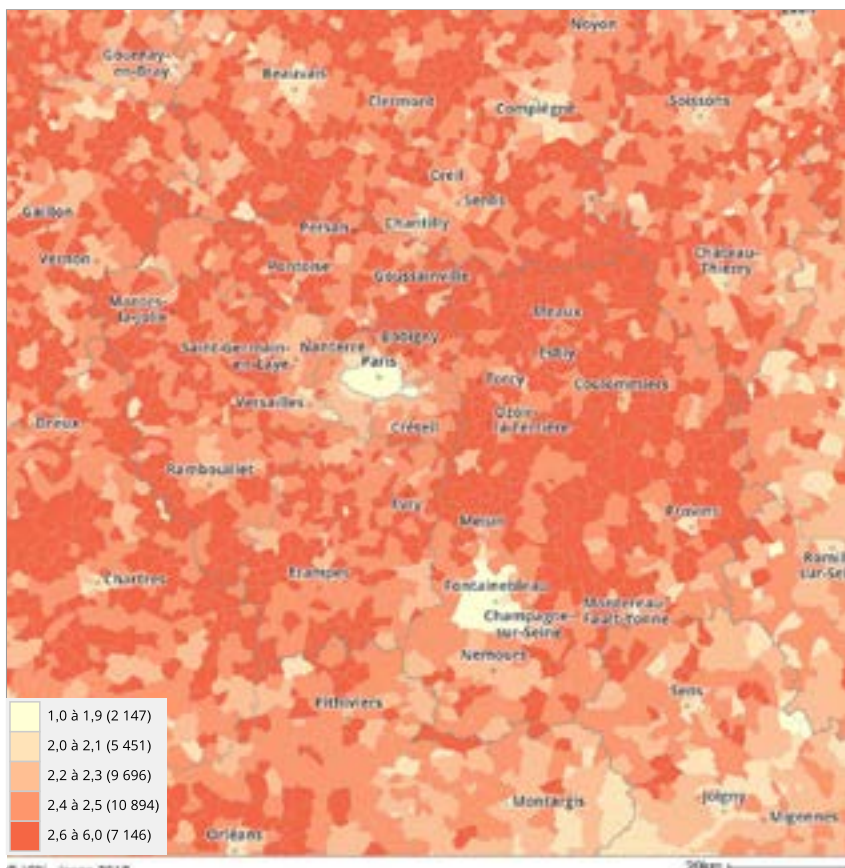 Noyon
Gournay-
en-Bray
Beauvais
Clermont
Compiègne
Soissons
Creil
Senlis
Gaillon
Persan
Chantilly
Vernon
Pontoise
Goussainville
Château-
Thierry
Mantes-
la-Jolie
Meaux
Saint-Germain-
en-Laye
Nanterre
Bobigny
Paris
Esbly
Torcy
Coulommiers
Versailles
Dreux
Créteil
Ozoir-
la-Ferrière
Rambouillet
Evry
Melun
Provins
Chartres
Etampes
Fontainebleau
Champagne-
sur-Seine
Montereau-
Fault-Yonne
Nemours
Sens
Pithiviers
Montargis
Joigny
Migennes
Orléans
1,0 à 1,9 (2 147)
2,0 à 2,1 (5 451)
2,2 à 2,3 (9 696)
2,4 à 2,5 (10 894)
2,6 à 6,0 (7 146)